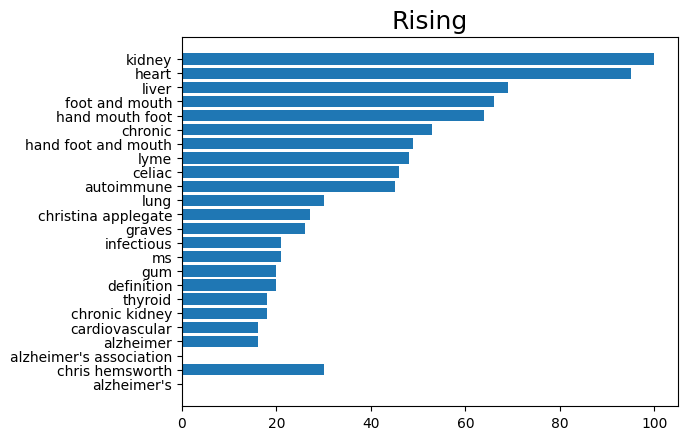 Rising
kidney
heart
liver
foot and mouth
hand mouth foot
chronic
hand foot and mouth
lyme
celiac
autoimmune
lung
christina applegate
graves
infectious
ms
gum
definition
thyroid
chronic kidney
cardiovascular
alzheimer
alzheimer's association
chris hemsworth
alzheimer's
0 20 40 60 80 100